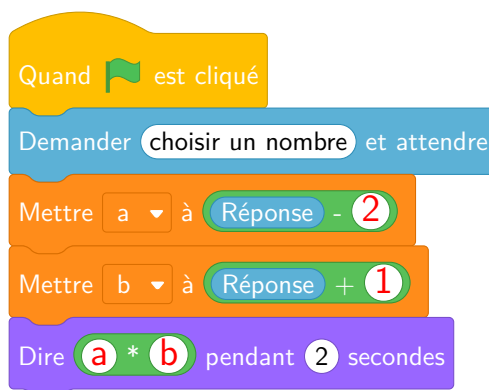 Quand est cliqué
Demander choisir un nombre et attendre
Mettre a à Réponse - 2
Mettre b à Réponse + 1
Dire a * b pendant 2 secondes